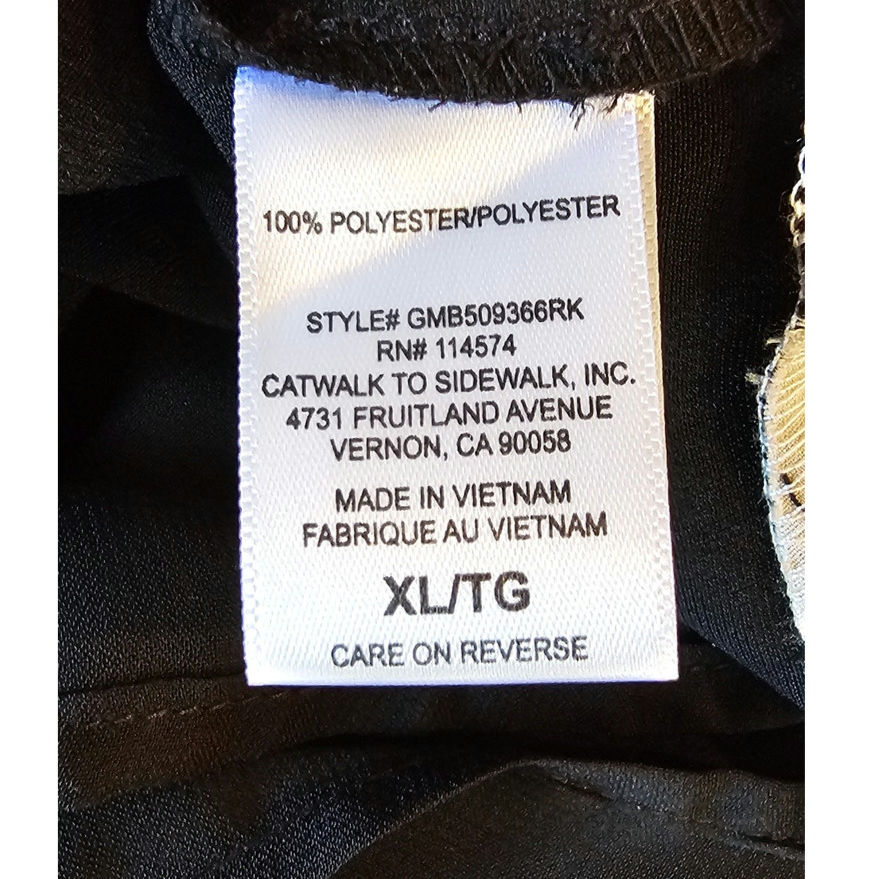 100% POLYESTER/POLYESTER
STYLE# GMB509366RK
RN# 114574
CATWALK TO SIDEWALK, INC.
4731 FRUITLAND AVENUE
VERNON, CA 90058
MADE IN VIETNAM
FABRIQUE AU VIETNAM
XL/TG
CARE ON REVERSE